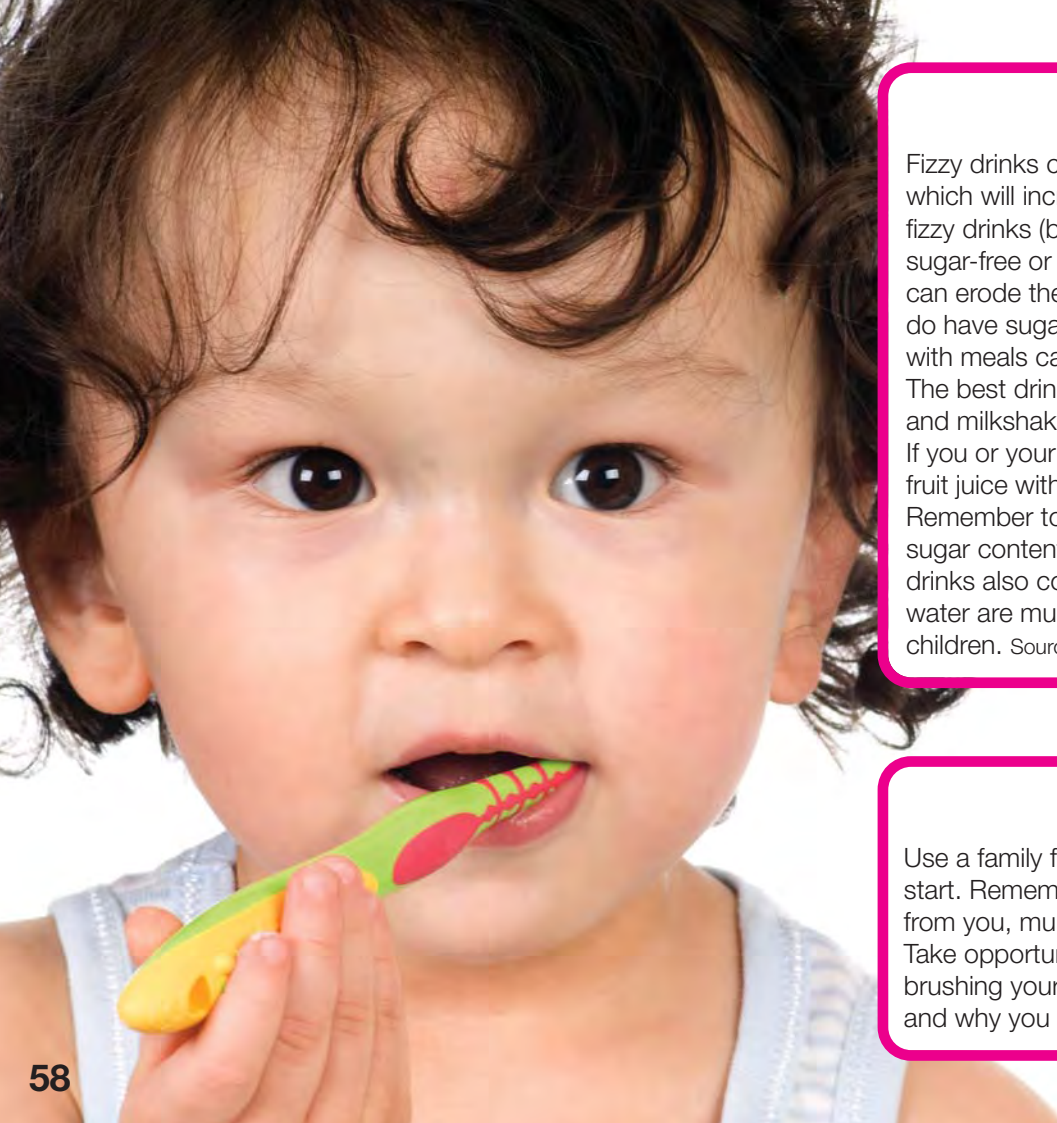 Fizzy drinks c
which will inc
fizzy drinks (b
sugar-free or
can erode the
do have suga
with meals ca
The best drin
and milkshak
If you or your
fruit juice with
Remember to
sugar conten
drinks also co
water are mu
children. Sourc
Use a family f
start. Remem
from you, mu
Take opportu
brushing your
and why you
58